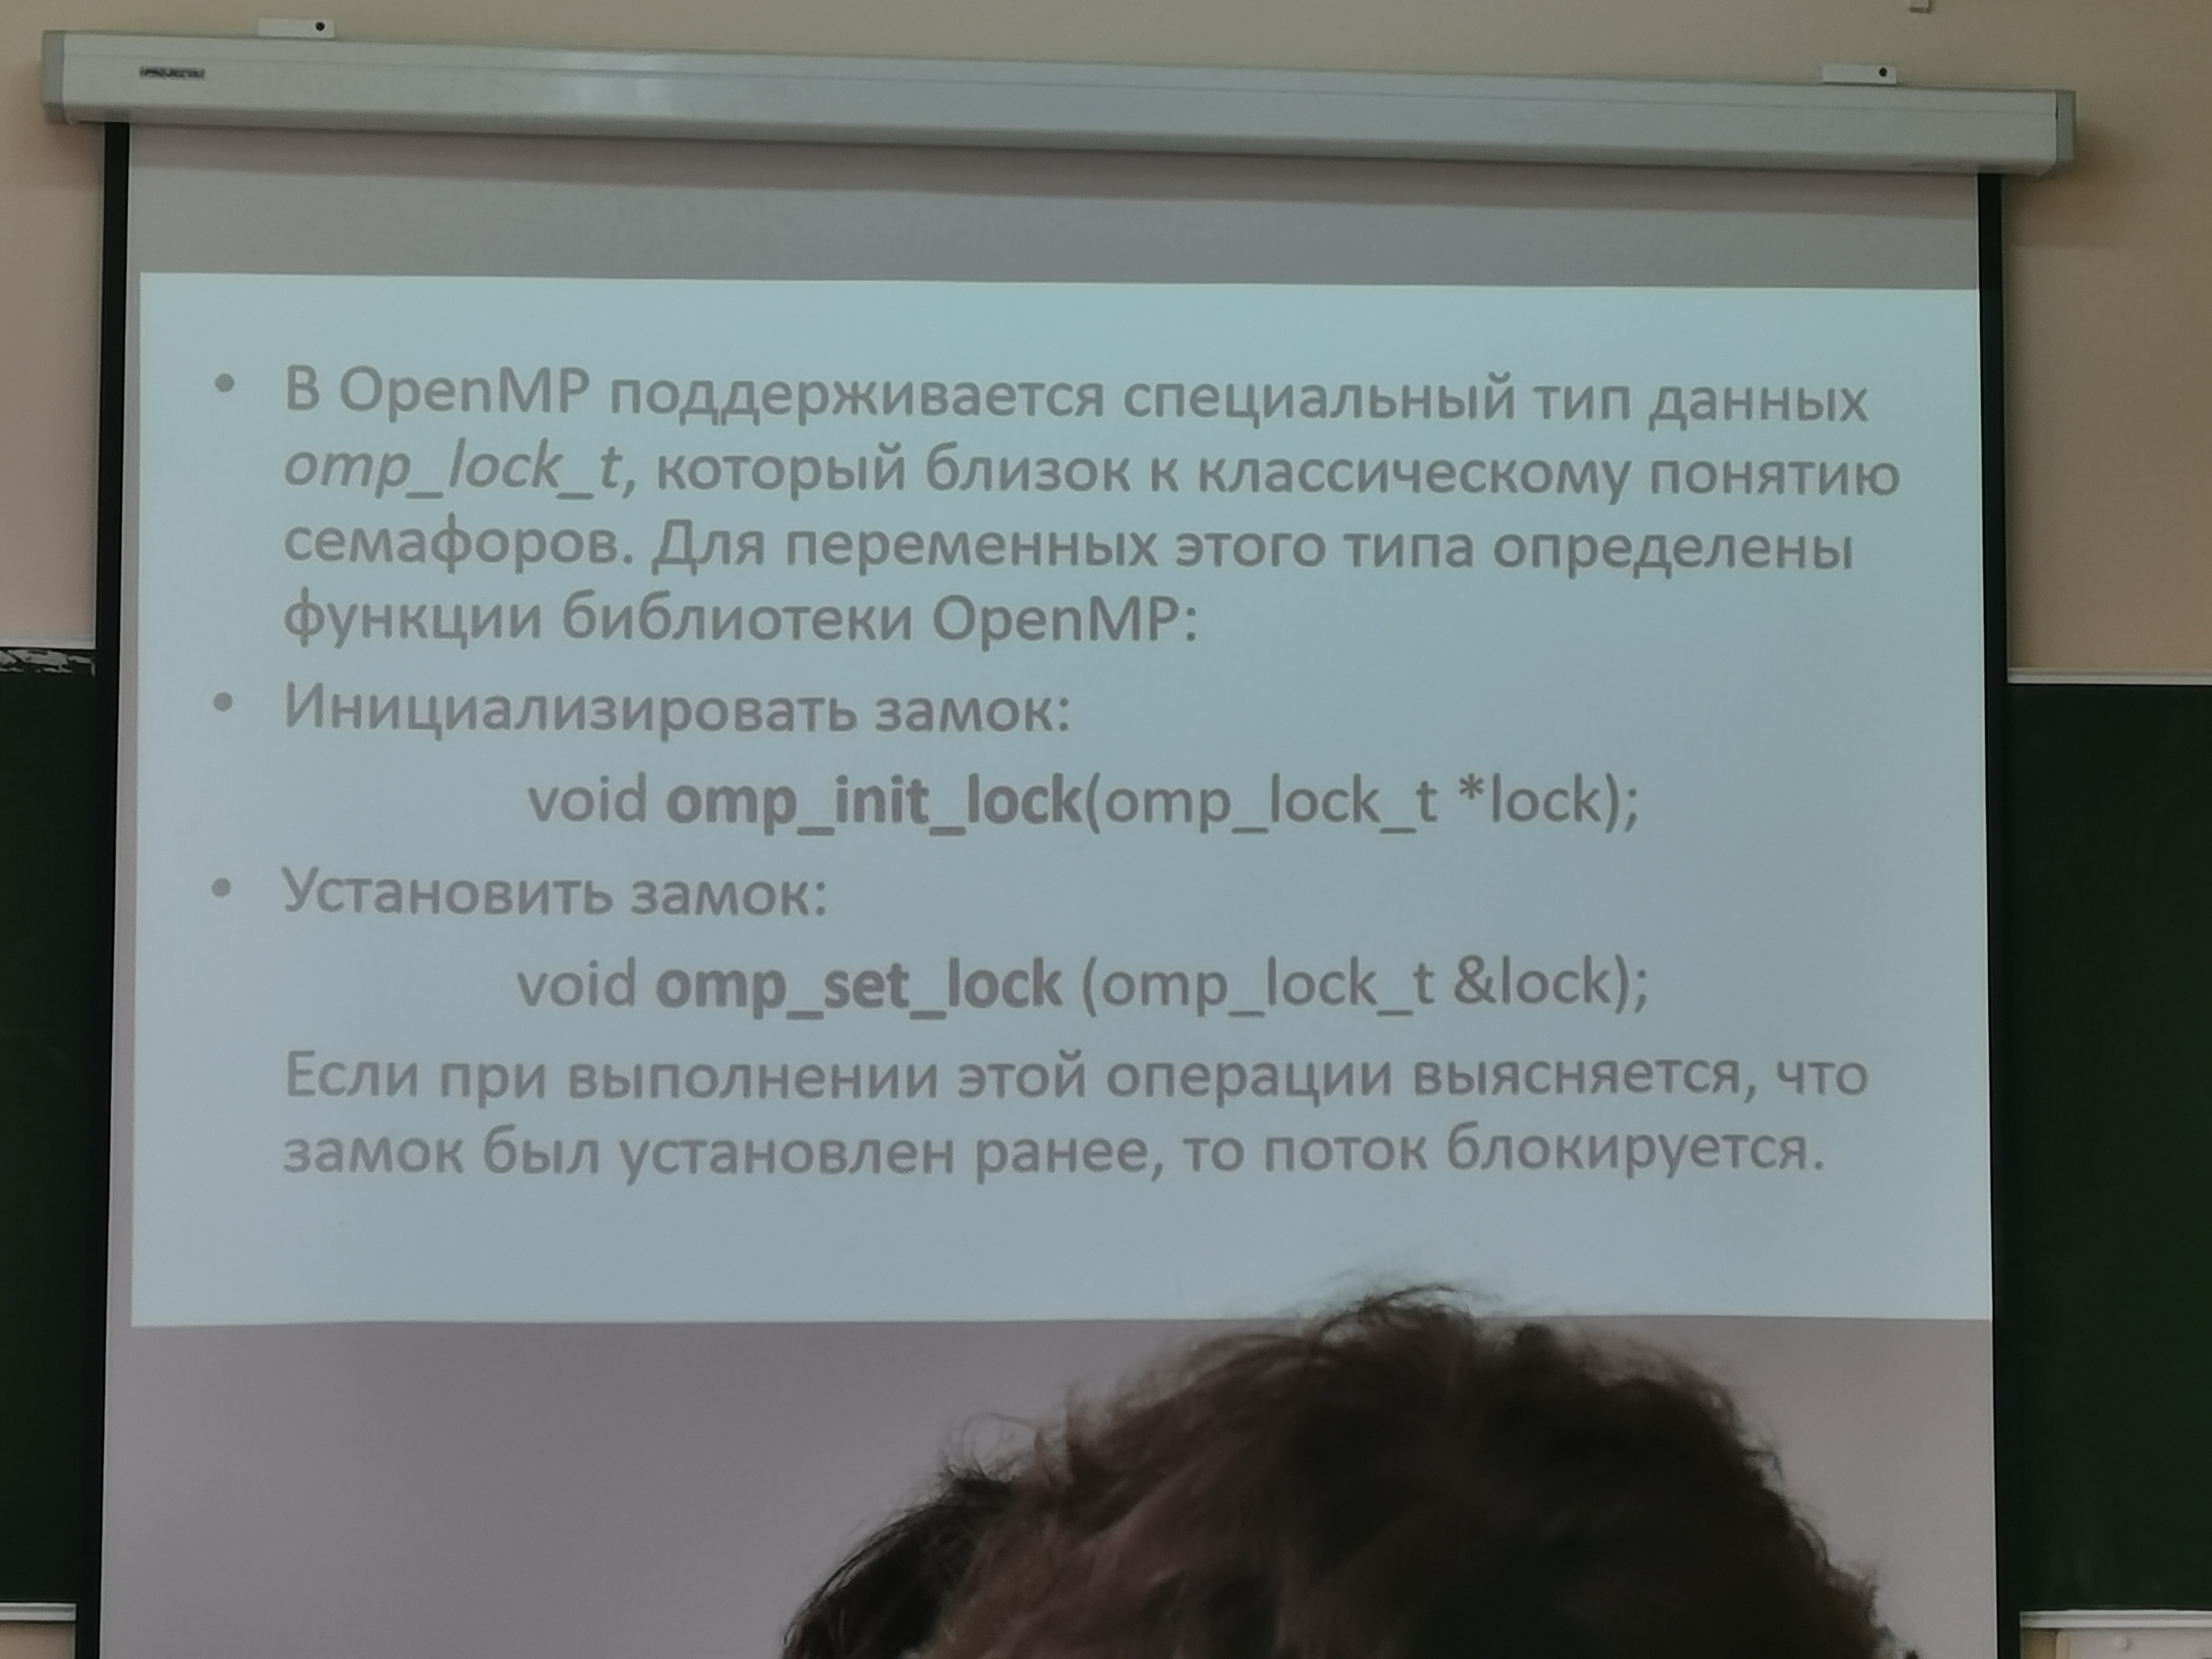 • В OpenMP поддерживается специальный тип данных
omp_lock_t, который близок к классическому понятию
семафоров. Для переменных этого типа определены
функции библиотеки OpenMP:
• Инициализировать замок:
void omp_init_lock(omp_lock_t *lock);
• Установить замок:
void omp_set_lock (omp_lock_t &lock);
Если при выполнении этой операции выясняется, что
замок был установлен ранее, то поток блокируется.